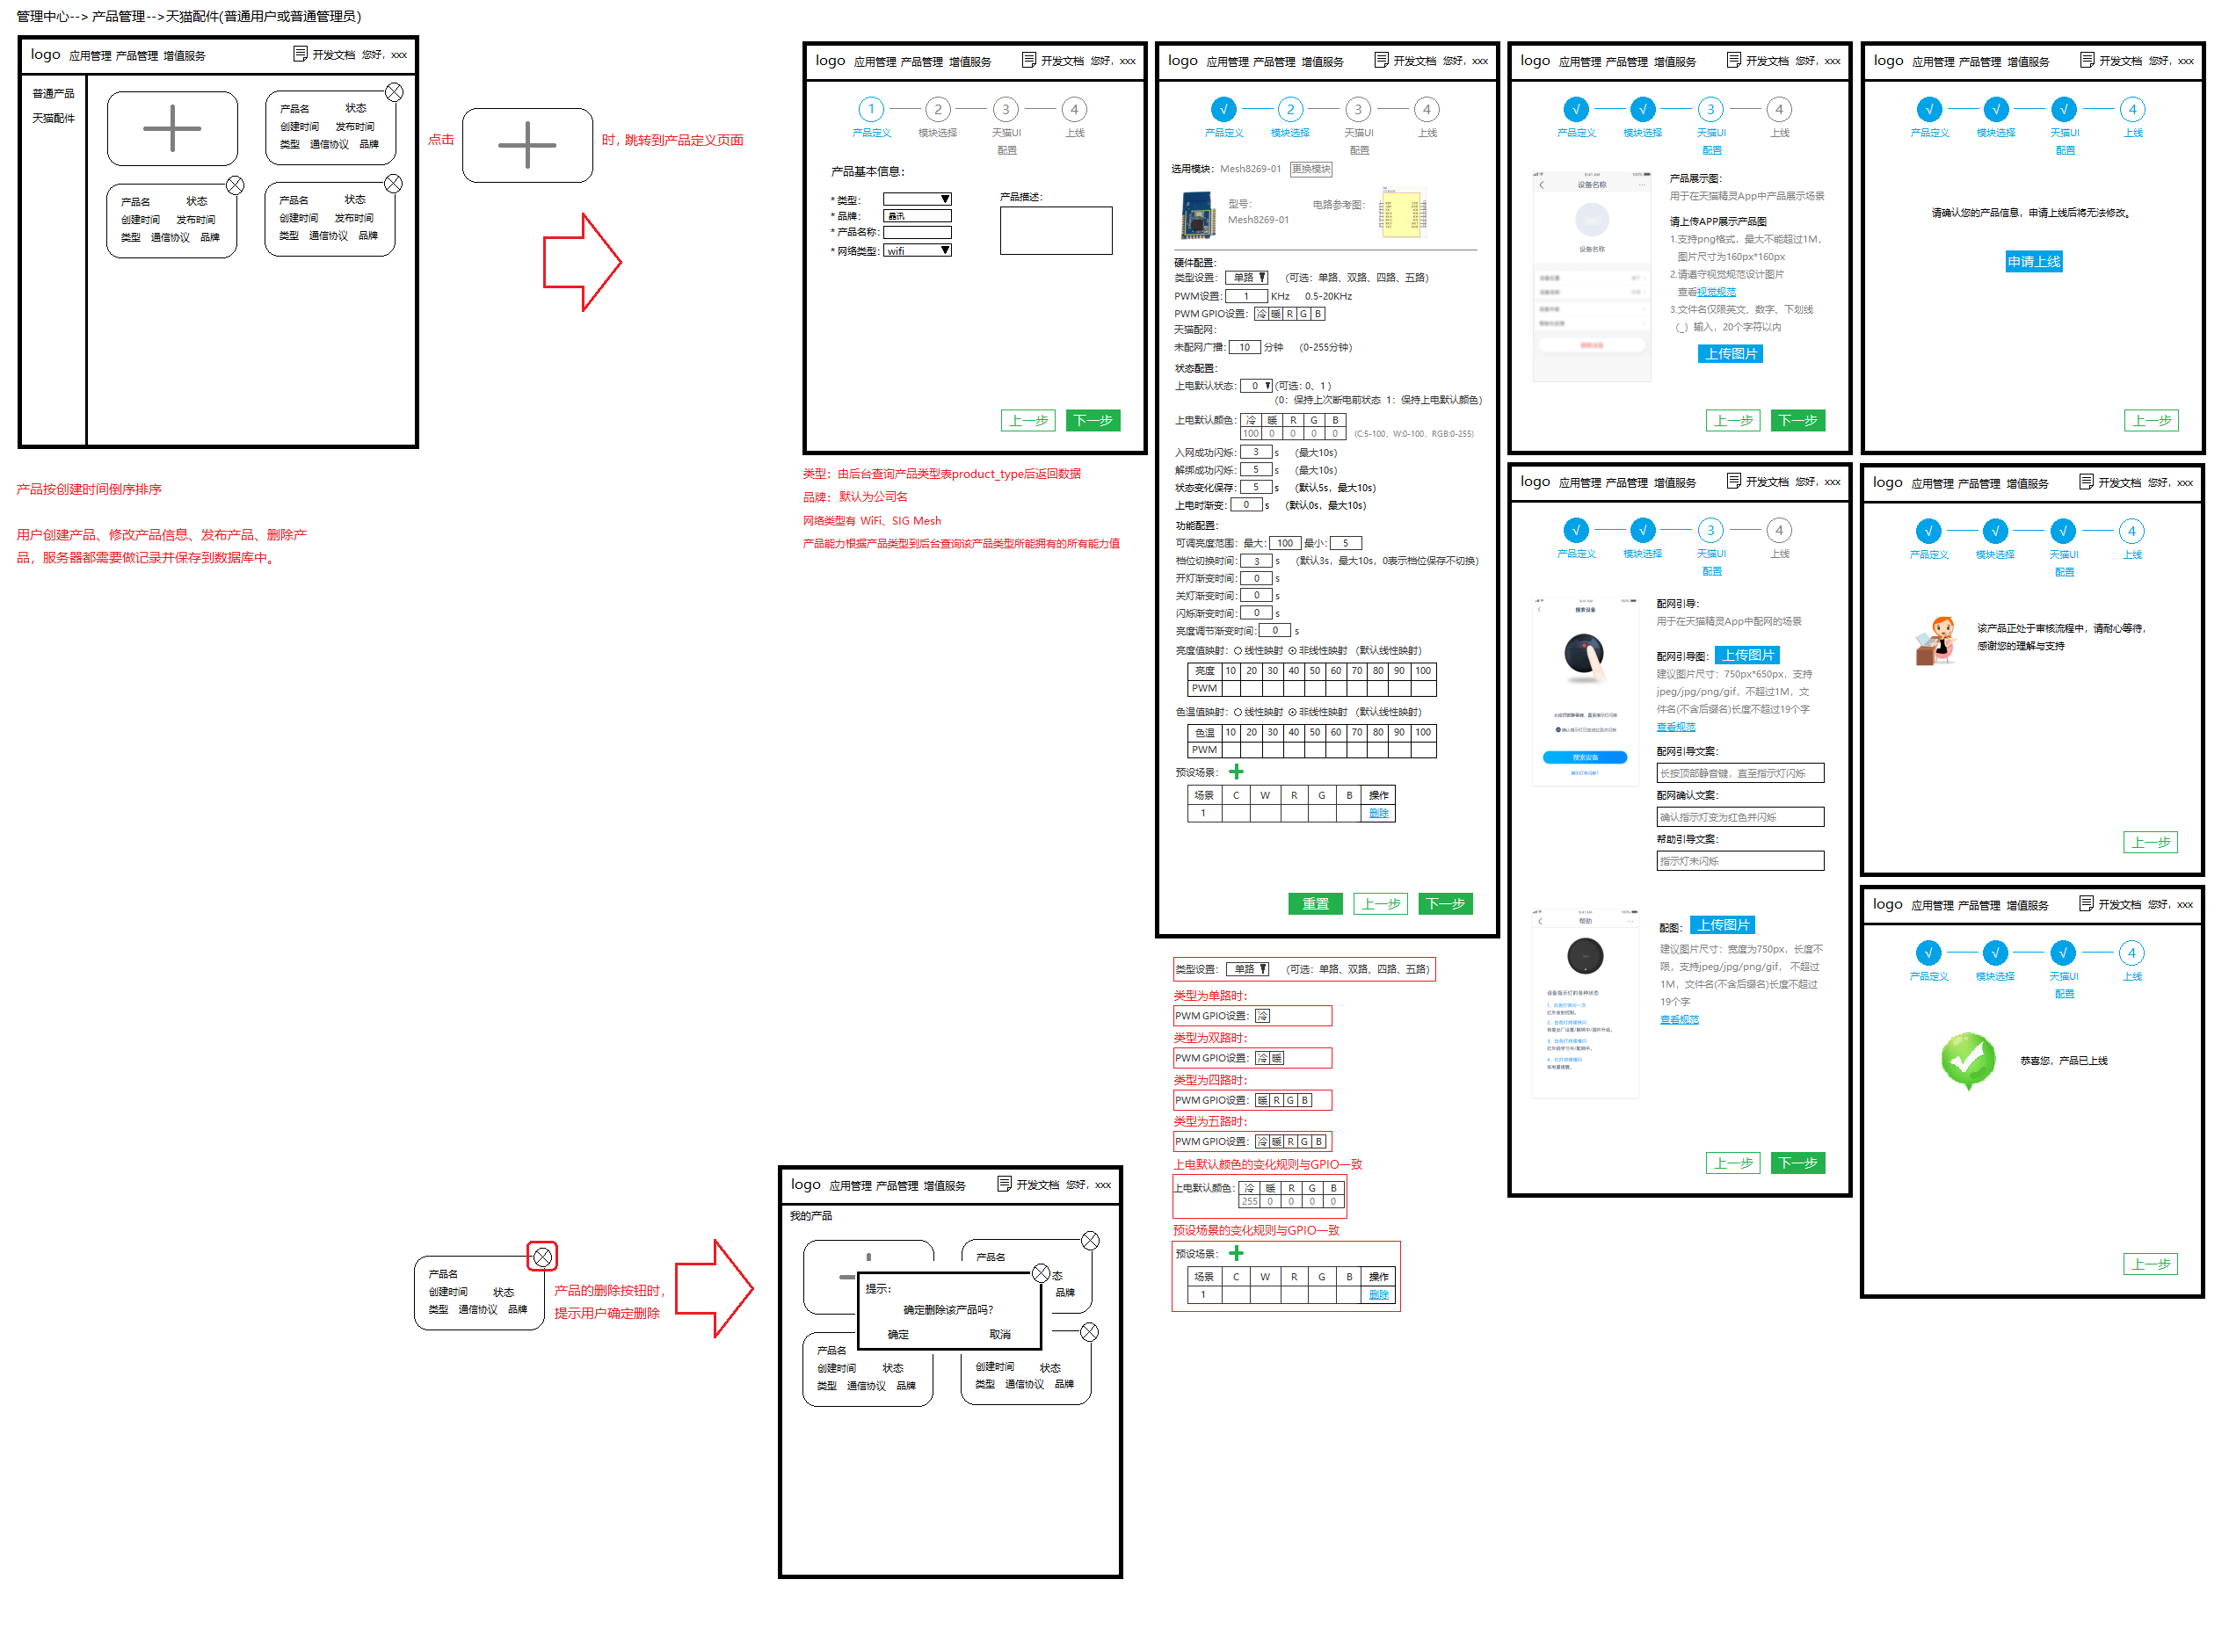 管理中心--> 产品管理-->天猫配件(普通用户或普通管理员)
logo 应用管理 产品管理 增值服务 开发文档 您好，xxx
普通产品
天猫配件
产品名 状态
创建时间 发布时间
类型 通信协议 品牌
产品名 状态
创建时间 发布时间
类型 通信协议 品牌
产品名 状态
创建时间 发布时间
类型 通信协议 品牌
点击
时，跳转到产品定义页面
产品按创建时间倒序排序
用户创建产品、修改产品信息、发布产品、删除产
品，服务器都需要做记录并保存到数据库中。
logo 应用管理 产品管理 增值服务 开发文档 您好，xxx
1 2 3 4
产品定义 模块选择 天猫UI 上线
配置
产品基本信息：
* 类型：
* 品牌： 鑫讯
* 产品名称：
* 网络类型： wifi
产品描述：
上一步 下一步
类型：由后台查询产品类型表product_type后返回数据
品牌：默认为公司名
网络类型有 WiFi、SIG Mesh
产品能力根据产品类型到后台查询该产品类型所能拥有的所有能力值
logo 应用管理 产品管理 增值服务 开发文档 您好，xxx
√ 2 3 4
产品定义 模块选择 天猫UI 上线
配置
选用模块：Mesh8269-01 更换模块
型号：
Mesh8269-01
电路参考图：
硬件配置：
类型设置： 单路 （可选：单路、双路、四路、五路）
PWM设置： 1 KHz 0.5-20KHz
PWM GPIO设置： 冷 暖 R G B
天猫配网：
未配网广播： 10 分钟 （0-255分钟）
状态配置：
上电默认状态： 0 (可选：0、1 )
（0：保持上次断电前状态 1：保持上电默认颜色）
上电默认颜色： 冷 暖 R G B
100 0 0 0 0 (C:5-100，W:0-100，RGB:0-255)
入网成功闪烁： 3 s （最大10s）
解绑成功闪烁： 5 s （最大10s）
状态变化保存： 5 s （默认5s，最大10s）
上电时渐变： 0 s （默认0s，最大10s）
功能配置：
可调亮度范围：最大： 100 最小： 5
档位切换时间： 3 s （默认3s，最大10s，0表示档位保存不切换）
开灯渐变时间： 0 s
关灯渐变时间： 0 s
闪烁渐变时间： 0 s
亮度调节渐变时间： 0 s
亮度值映射： 线性映射 非线性映射 （默认线性映射）
亮度 10 20 30 40 50 60 70 80 90 100
PWM
色温值映射： 线性映射 非线性映射 （默认线性映射）
色温 10 20 30 40 50 60 70 80 90 100
PWM
预设场景：
场景 C W R G B 操作
1 删除
重置 上一步 下一步
类型设置： 单路 （可选：单路、双路、四路、五路）
类型为单路时：
PWM GPIO设置： 冷
类型为双路时：
PWM GPIO设置： 冷 暖
类型为四路时：
PWM GPIO设置： 暖 R G B
类型为五路时：
PWM GPIO设置： 冷 暖 R G B
上电默认颜色的变化规则与GPIO一致
上电默认颜色： 冷 暖 R G B
255 0 0 0 0
预设场景的变化规则与GPIO一致
预设场景：
场景 C W R G B 操作
1 删除
logo 应用管理 产品管理 增值服务 开发文档 您好，xxx
√ √ 3 4
产品定义 模块选择 天猫UI 上线
配置
设备名称
设备名称
产品展示图：
用于在天猫精灵App中产品展示场景
请上传APP展示产品图
1.支持png格式，最大不能超过1M，
图片尺寸为160px*160px
2.请遵守视觉规范设计图片
查看视觉规范
3.文件名仅限英文、数字、下划线
（_）输入，20个字符以内
上传图片
上一步 下一步
logo 应用管理 产品管理 增值服务 开发文档 您好，xxx
√ √ 3 4
产品定义 模块选择 天猫UI 上线
配置
搜索设备
长按顶部静音键，直至指示灯闪烁
搜索设备
指示灯未闪烁?
配网引导：
用于在天猫精灵App中配网的场景
配网引导图： 上传图片
建议图片尺寸：750px*650px，支持
jpeg/jpg/png/gif，不超过1M，文
件名(不含后缀名)长度不超过19个字
查看规范
配网引导文案：
长按顶部静音键，直至指示灯闪烁
配网确认文案：
确认指示灯变为红色并闪烁
帮助引导文案：
指示灯未闪烁
帮助
设备指示灯的各种状态
配图： 上传图片
建议图片尺寸：宽度为750px，长度不
限，支持jpeg/jpg/png/gif， 不超过
1M，文件名(不含后缀名)长度不超过
19个字
查看规范
上一步 下一步
logo 应用管理 产品管理 增值服务 开发文档 您好，xxx
√ √ √ 4
产品定义 模块选择 天猫UI 上线
配置
请确认您的产品信息，申请上线后将无法修改。
申请上线
上一步
logo 应用管理 产品管理 增值服务 开发文档 您好，xxx
√ √ √ 4
产品定义 模块选择 天猫UI 上线
配置
该产品正处于审核流程中，请耐心等待，
感谢您的理解与支持
上一步
logo 应用管理 产品管理 增值服务 开发文档 您好，xxx
√ √ √ 4
产品定义 模块选择 天猫UI 上线
配置
恭喜您，产品已上线
上一步
产品名
创建时间 状态
类型 通信协议 品牌
产品的删除按钮时，
提示用户确定删除
logo 应用管理 产品管理 增值服务 开发文档 您好，xxx
我的产品
产品名
态
品牌
提示：
确定删除该产品吗？
确定 取消
产品名
创建时间 状态
类型 通信协议 品牌
创建时间 状态
类型 通信协议 品牌